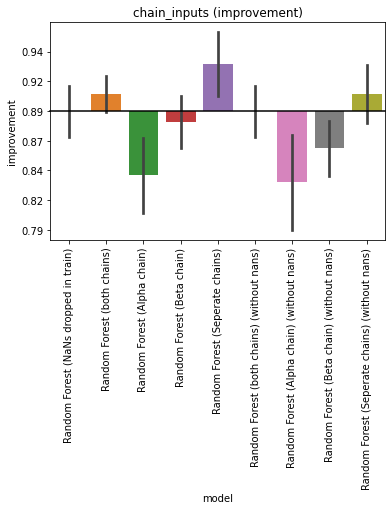 chain_inputs (improvement)
improvement
0.94
0.92
0.89
0.87
0.84
0.82
0.79
Random Forest (NaNs dropped in train)
Random Forest (both chains)
Random Forest (Alpha chain)
Random Forest (Beta chain)
Random Forest (Seperate chains)
Random Forest (both chains) (without nans)
Random Forest (Alpha chain) (without nans)
Random Forest (Beta chain) (without nans)
Random Forest (Seperate chains) (without nans)
model